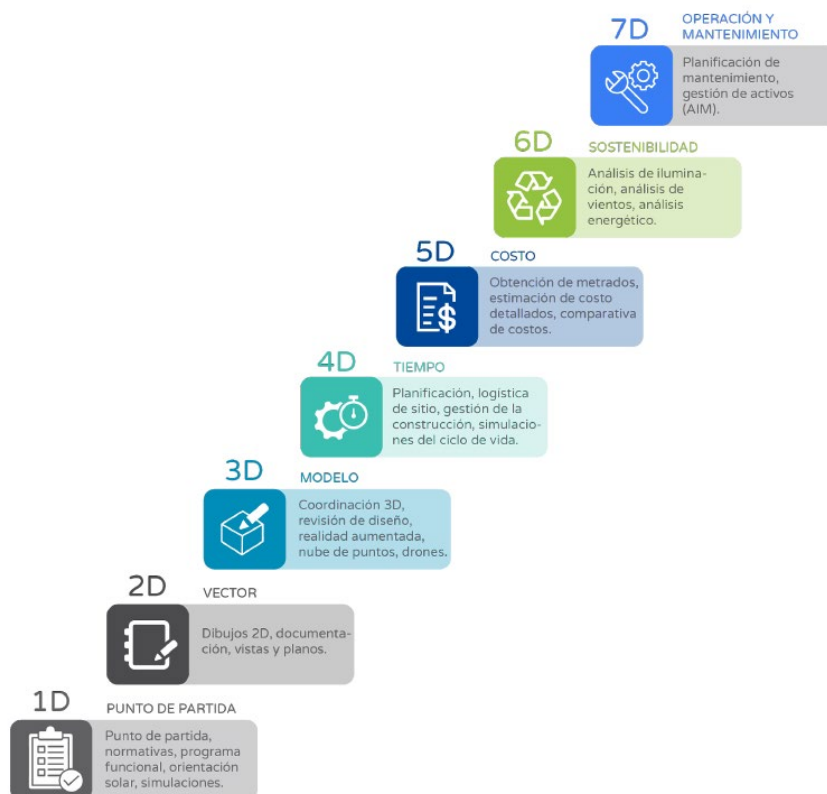 7D
OPERACIÓN Y
MANTENIMIENTO
Planificación de
mantenimiento,
gestión de activos
(AIM).
6D
SOSTENIBILIDAD
Análisis de ilumina-
ción, análisis de
vientos, análisis
energético.
5D
COSTO
Obtención de metrados,
estimación de costo
detallados, comparativa
de costos.
4D
TIEMPO
Planificación, logística
de sitio, gestión de la
construcción, simulacio-
nes del ciclo de vida.
3D
MODELO
Coordinación 3D,
revisión de diseño,
realidad aumentada,
nube de puntos, drones.
2D
VECTOR
Dibujos 2D, documenta-
ción, vistas y planos.
1D
PUNTO DE PARTIDA
Punto de partida,
normativas, programa
funcional, orientación
solar, simulaciones.